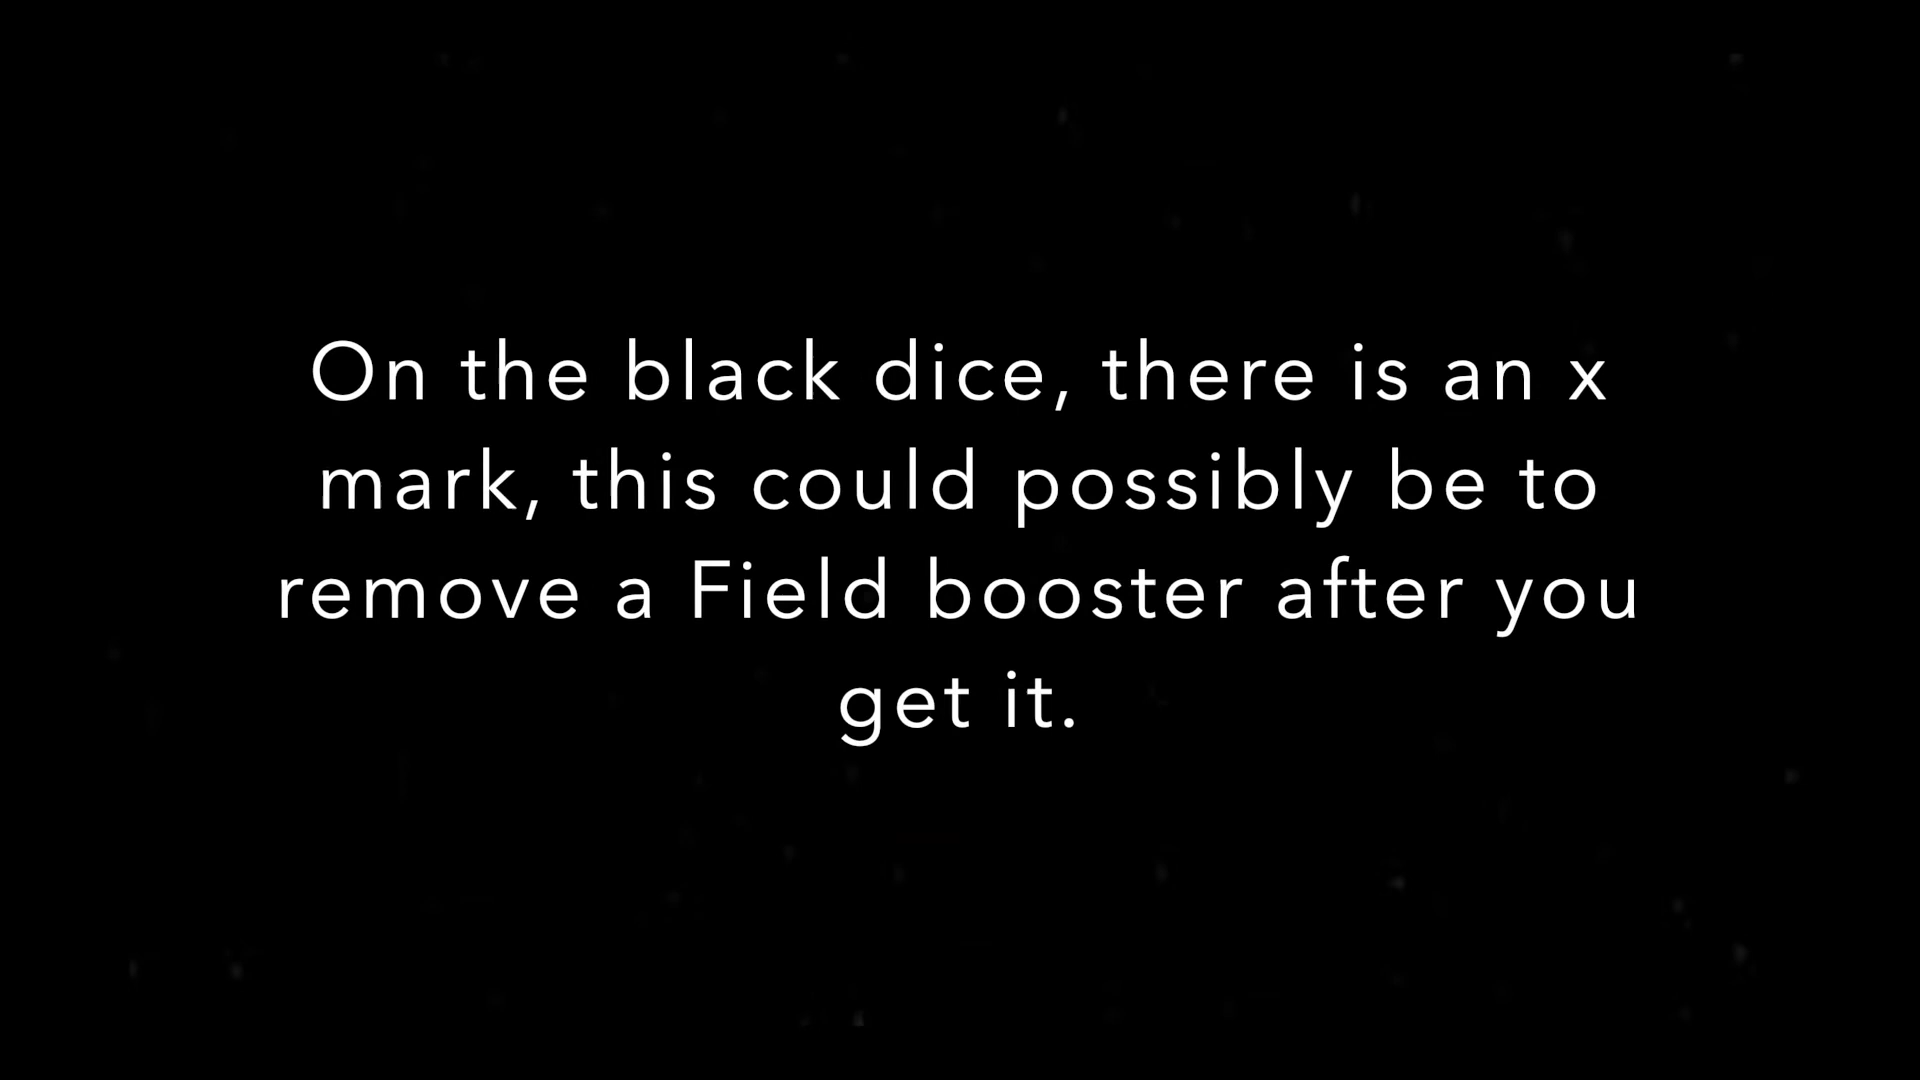 On the black dice, there is an x
mark, this could possibly be to
remove a Field booster after you
get it.